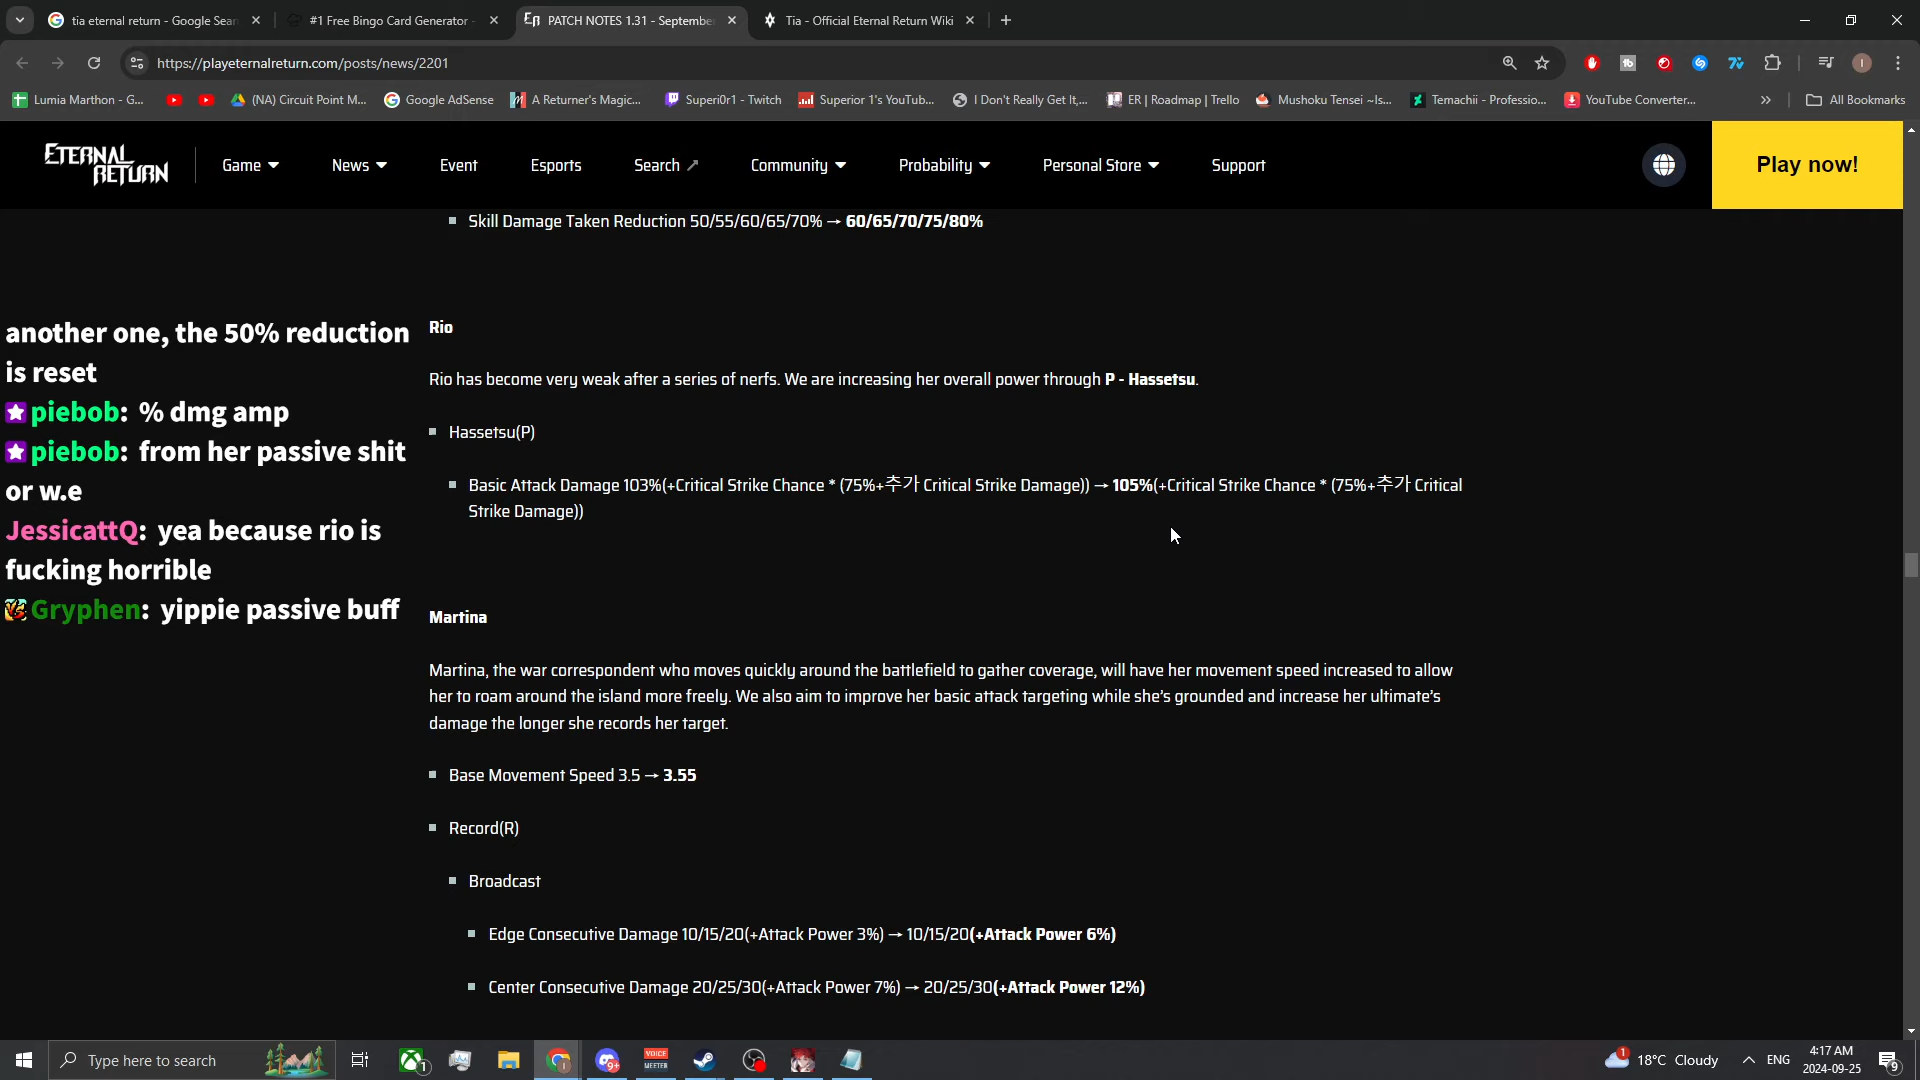 tia eternal return - Google Sear
#1 Free Bingo Card Generator -
PATCH NOTES 1.31 - September
Tia - Official Eternal Return Wiki
https://playeternalreturn.com/posts/news/2201
Lumia Marthon - G...
(NA) Circuit Point M...
Google AdSense
A Returner's Magic...
Superi0r1 - Twitch
Superior 1's YouTub...
I Don't Really Get It,...
ER | Roadmap | Trello
Mushoku Tensei ~Is...
Temachii - Professio...
YouTube Converter...
All Bookmarks
ETERNAL RETURN
Game
News
Event
Esports
Search
Community
Probability
Personal Store
Support
Play now!
Skill Damage Taken Reduction 50/55/60/65/70% → 60/65/70/75/80%
another one, the 50% reduction
is reset
piebob: % dmg amp
piebob: from her passive shit
or w.e
JessicattQ: yea because rio is
fucking horrible
Gryphen: yippie passive buff
Rio
Rio has become very weak after a series of nerfs. We are increasing her overall power through P - Hassetsu.
Hassetsu(P)
Basic Attack Damage 103%(+Critical Strike Chance * (75%+추가 Critical Strike Damage)) → 105%(+Critical Strike Chance * (75%+추가 Critical
Strike Damage))
Martina
Martina, the war correspondent who moves quickly around the battlefield to gather coverage, will have her movement speed increased to allow
her to roam around the island more freely. We also aim to improve her basic attack targeting while she's grounded and increase her ultimate's
damage the longer she records her target.
Base Movement Speed 3.5 → 3.55
Record(R)
Broadcast
Edge Consecutive Damage 10/15/20(+Attack Power 3%) → 10/15/20(+Attack Power 6%)
Center Consecutive Damage 20/25/30(+Attack Power 7%) → 20/25/30(+Attack Power 12%)
Type here to search
VOICE
MEETER
18°C Cloudy
ENG
4:17 AM
2024-09-25